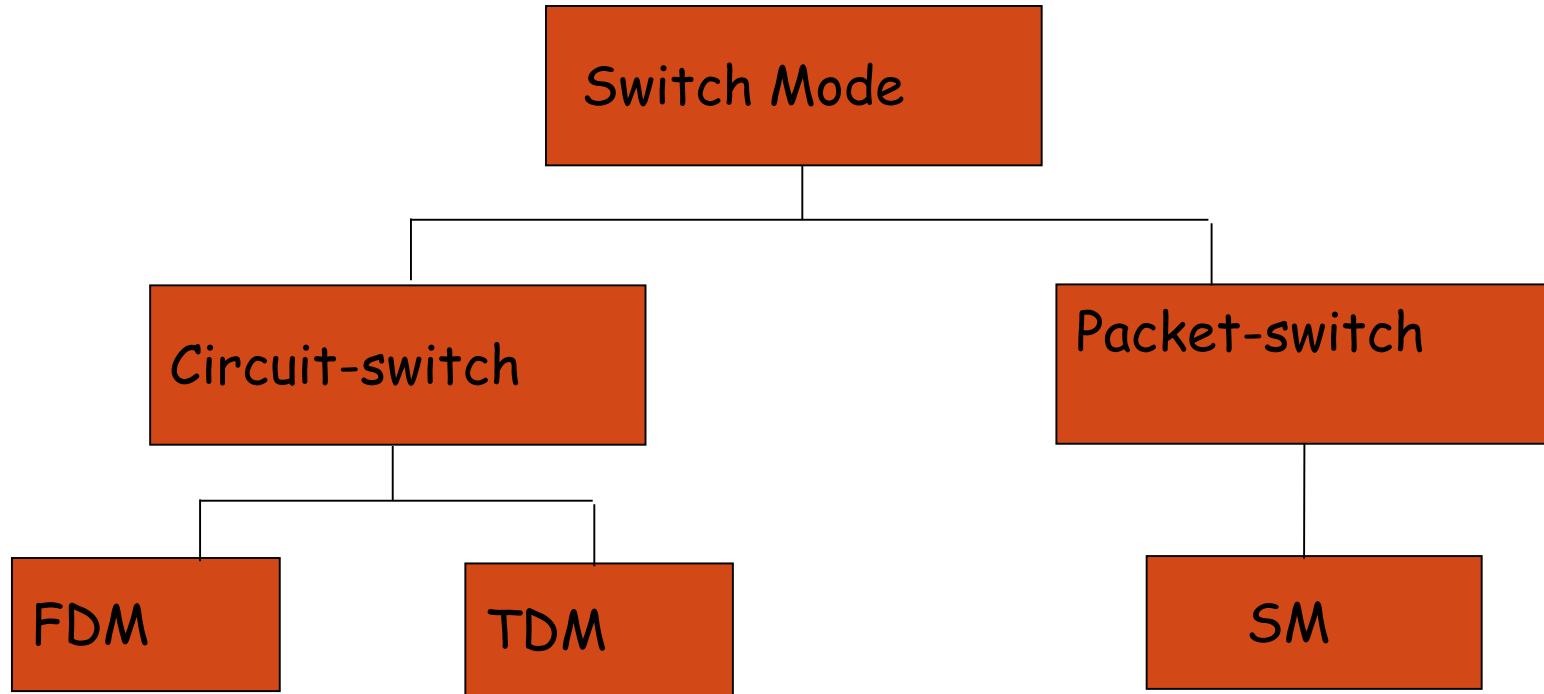 Switch Mode
Circuit-switch
Packet-switch
FDM
TDM
SM